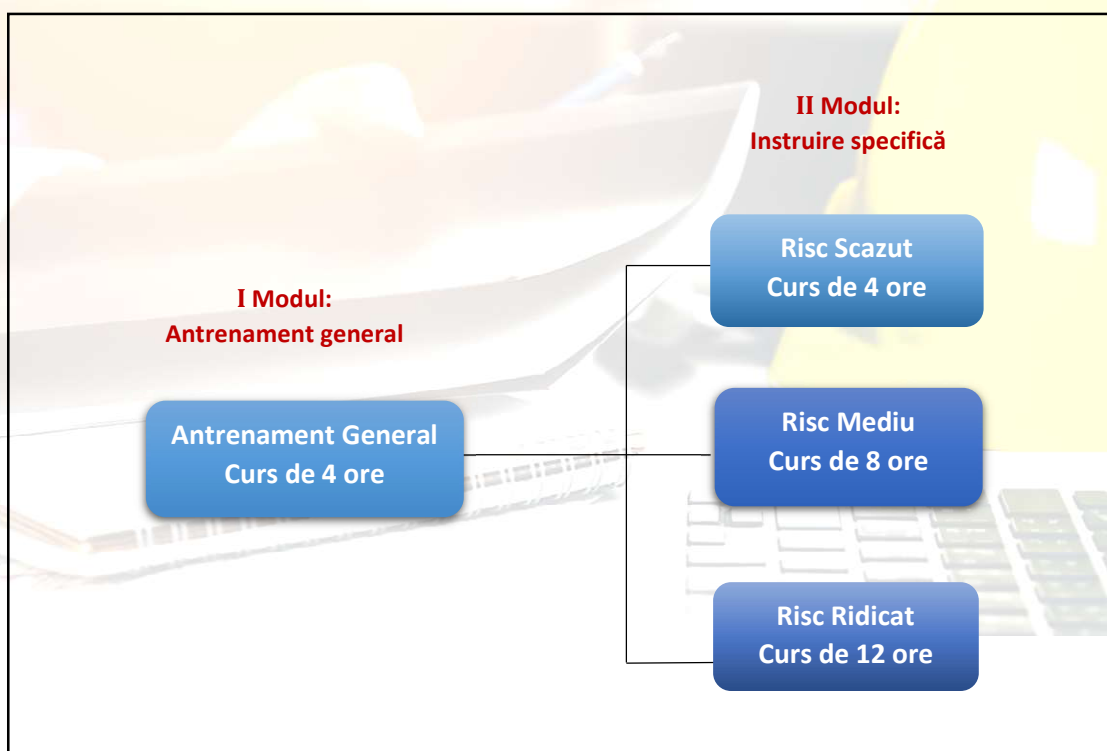 I Modul:
Antrenament general
Antrenament General
Curs de 4 ore
II Modul:
Instruire specifică
Risc Scazut
Curs de 4 ore
Risc Mediu
Curs de 8 ore
Risc Ridicat
Curs de 12 ore